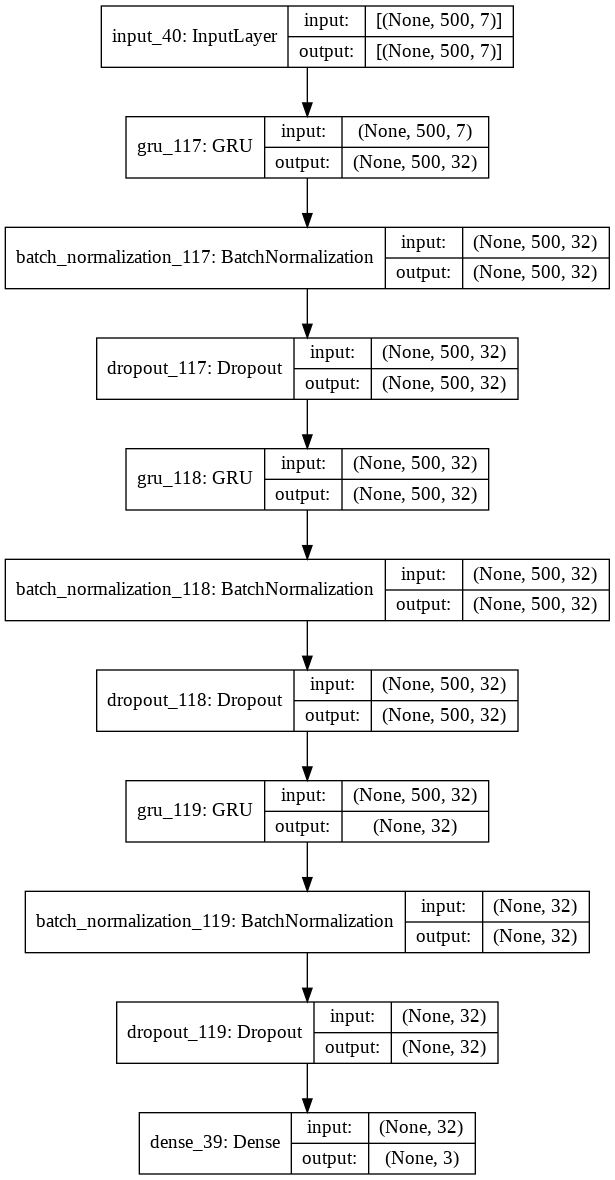 input_40: InputLayer
input: [(None, 500, 7)]
output: [(None, 500, 7)]
gru_117: GRU
input: (None, 500, 7)
output: (None, 500, 32)
batch_normalization_117: BatchNormalization
input: (None, 500, 32)
output: (None, 500, 32)
dropout_117: Dropout
input: (None, 500, 32)
output: (None, 500, 32)
gru_118: GRU
input: (None, 500, 32)
output: (None, 500, 32)
batch_normalization_118: BatchNormalization
input: (None, 500, 32)
output: (None, 500, 32)
dropout_118: Dropout
input: (None, 500, 32)
output: (None, 500, 32)
gru_119: GRU
input: (None, 500, 32)
output: (None, 32)
batch_normalization_119: BatchNormalization
input: (None, 32)
output: (None, 32)
dropout_119: Dropout
input: (None, 32)
output: (None, 32)
dense_39: Dense
input: (None, 32)
output: (None, 3)